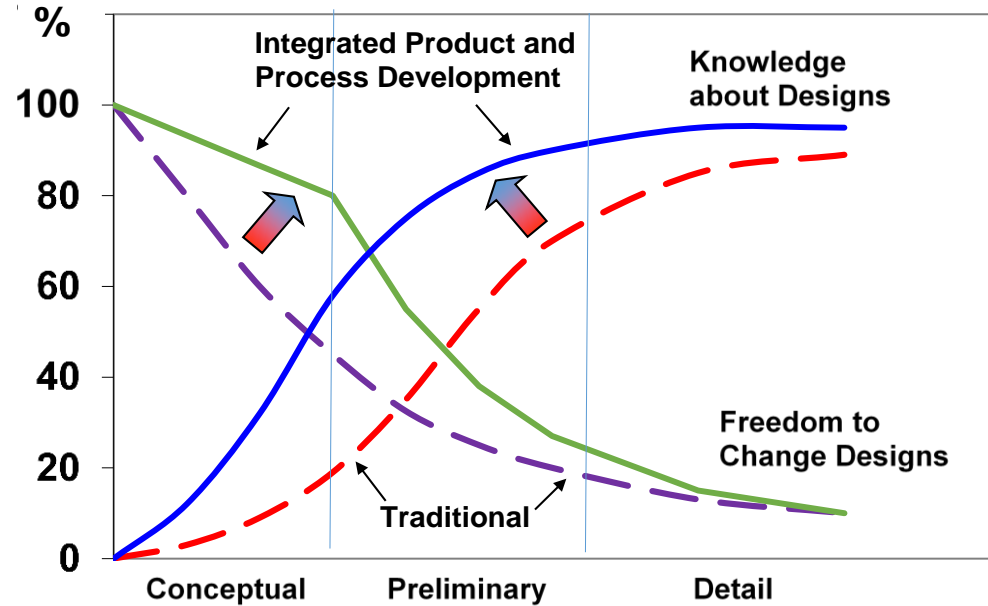 %
Integrated Product and
Process Development
Knowledge
about Designs
100
80
60
40
Freedom to
Change Designs
20
Traditional
0
Conceptual
Preliminary
Detail